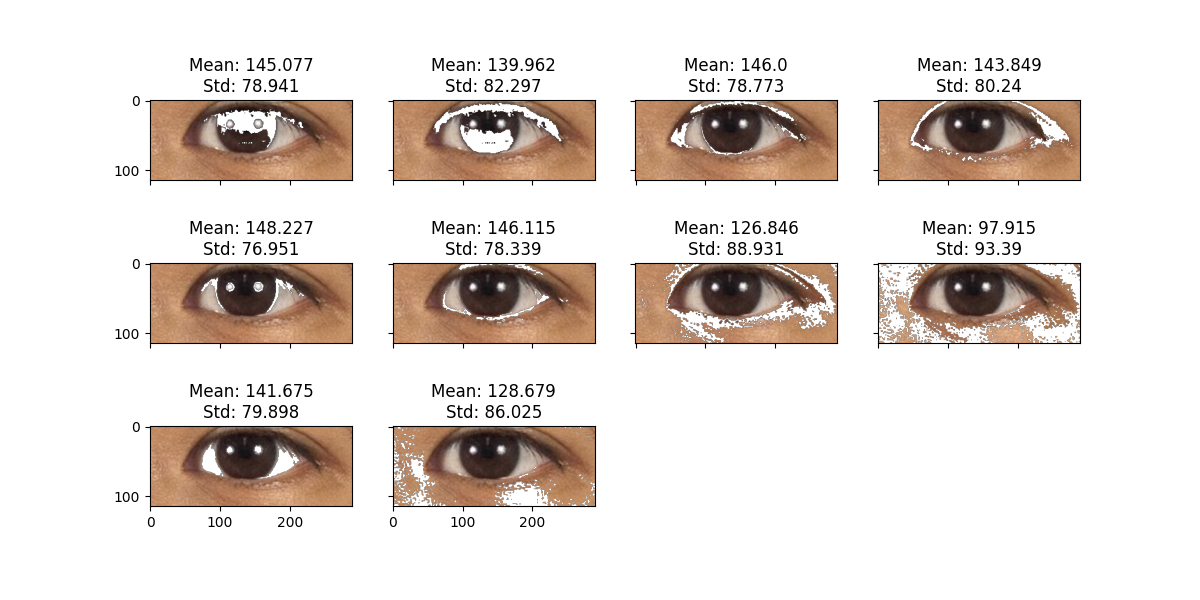 Mean: 145.077
Std: 78.941
Mean: 139.962
Std: 82.297
Mean: 146.0
Std: 78.773
Mean: 143.849
Std: 80.24
0
100
Mean: 148.227
Std: 76.951
Mean: 146.115
Std: 78.339
Mean: 126.846
Std: 88.931
Mean: 97.915
Std: 93.39
0
100
Mean: 141.675
Std: 79.898
Mean: 128.679
Std: 86.025
0
100
0 100 200
0 100 200